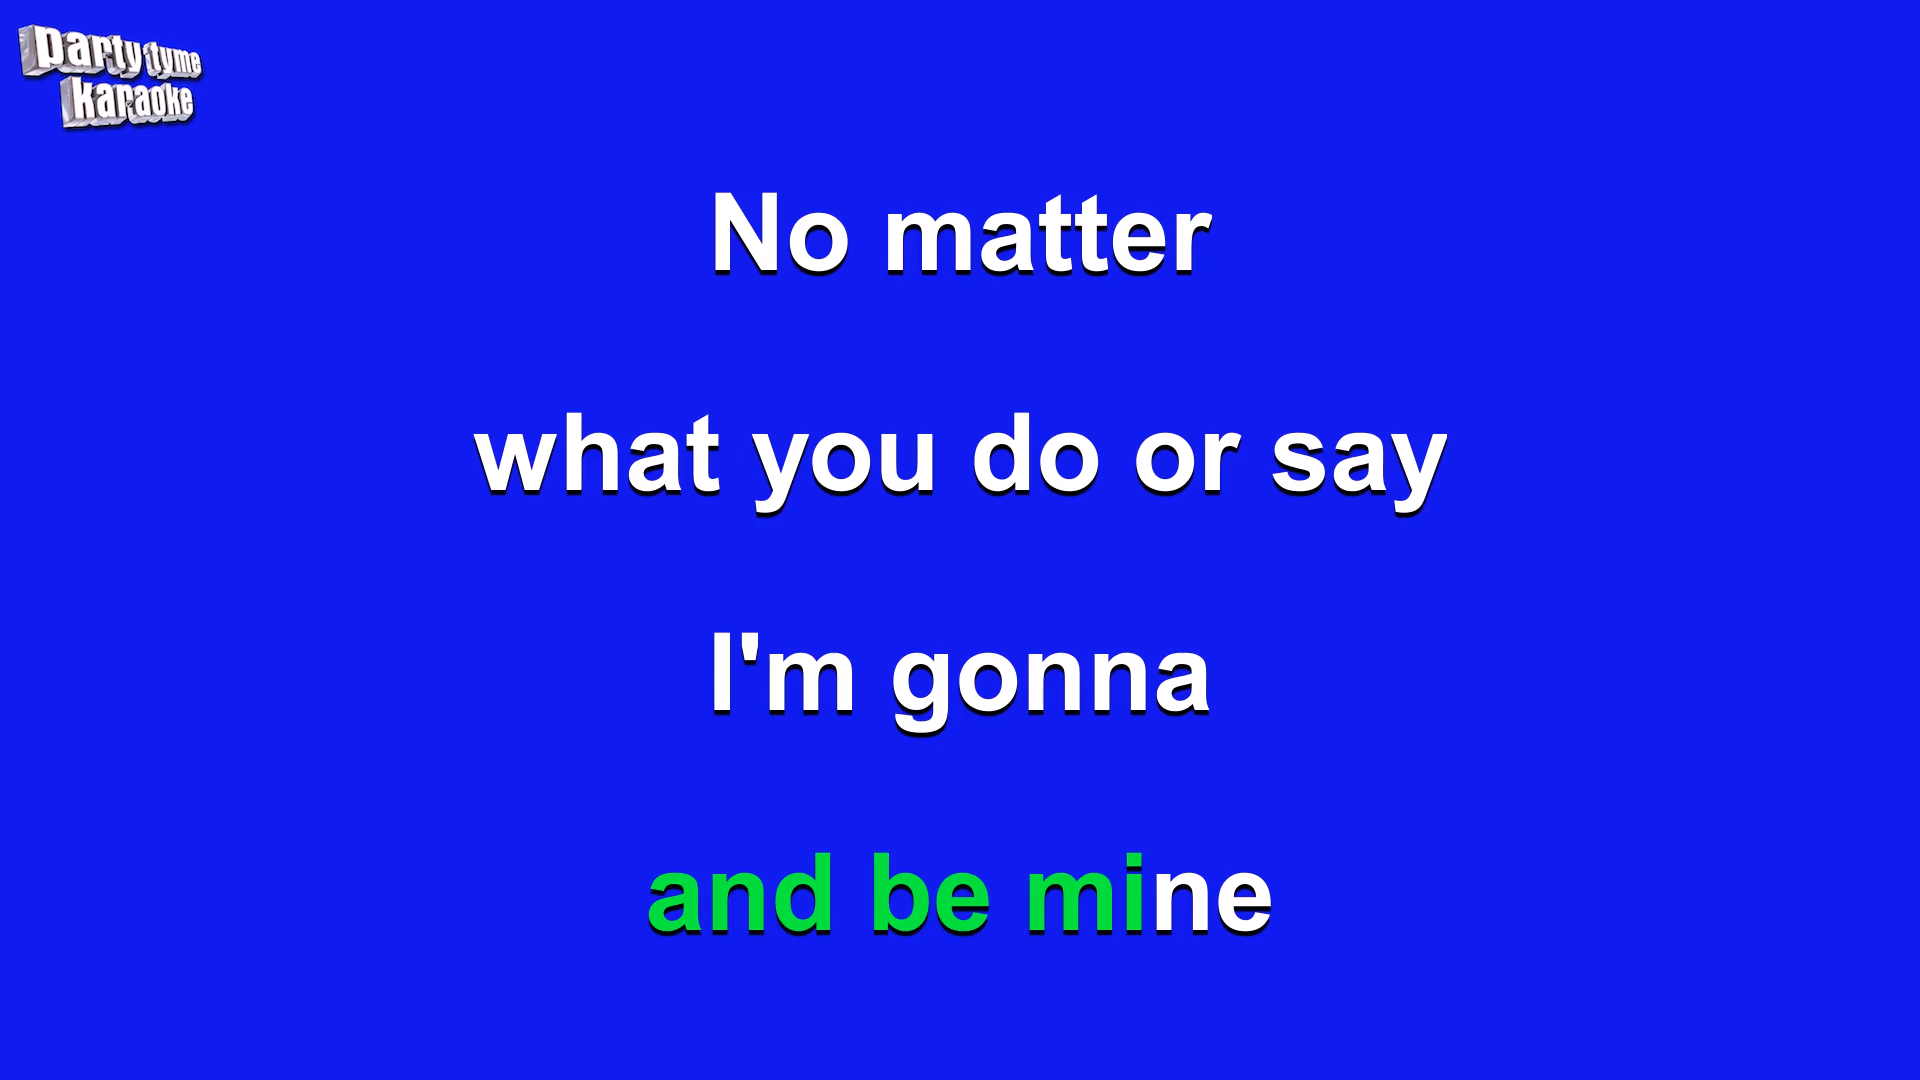 party tyme
karaoke
No matter
what you do or say
I'm gonna
and be mine